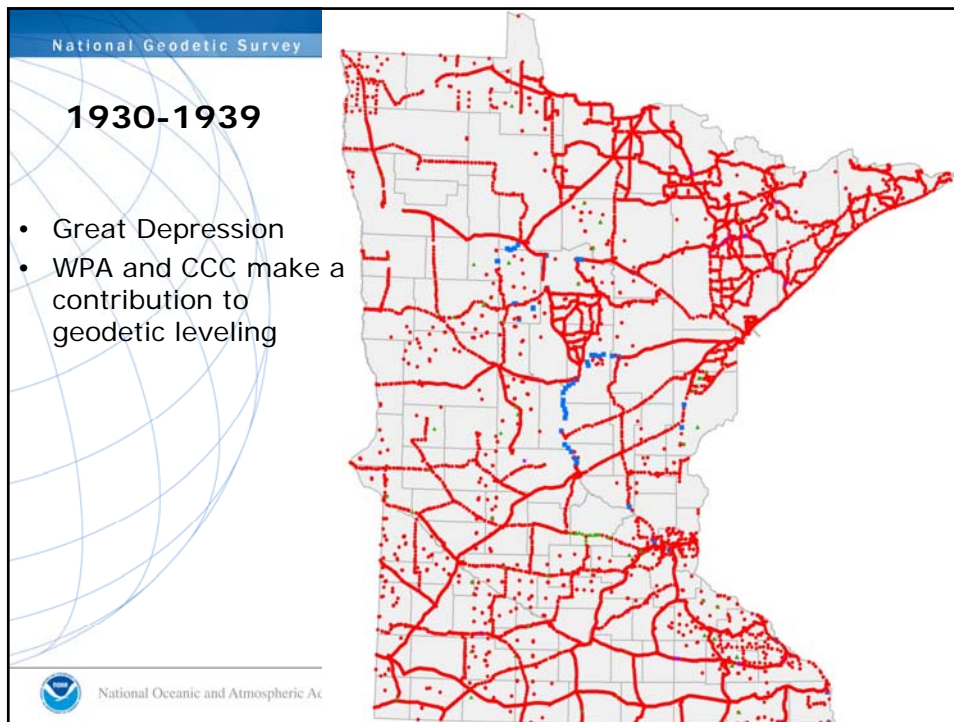 National Geodetic Survey
1930-1939
• Great Depression
• WPA and CCC make a
contribution to
geodetic leveling
National Oceanic and Atmospheric